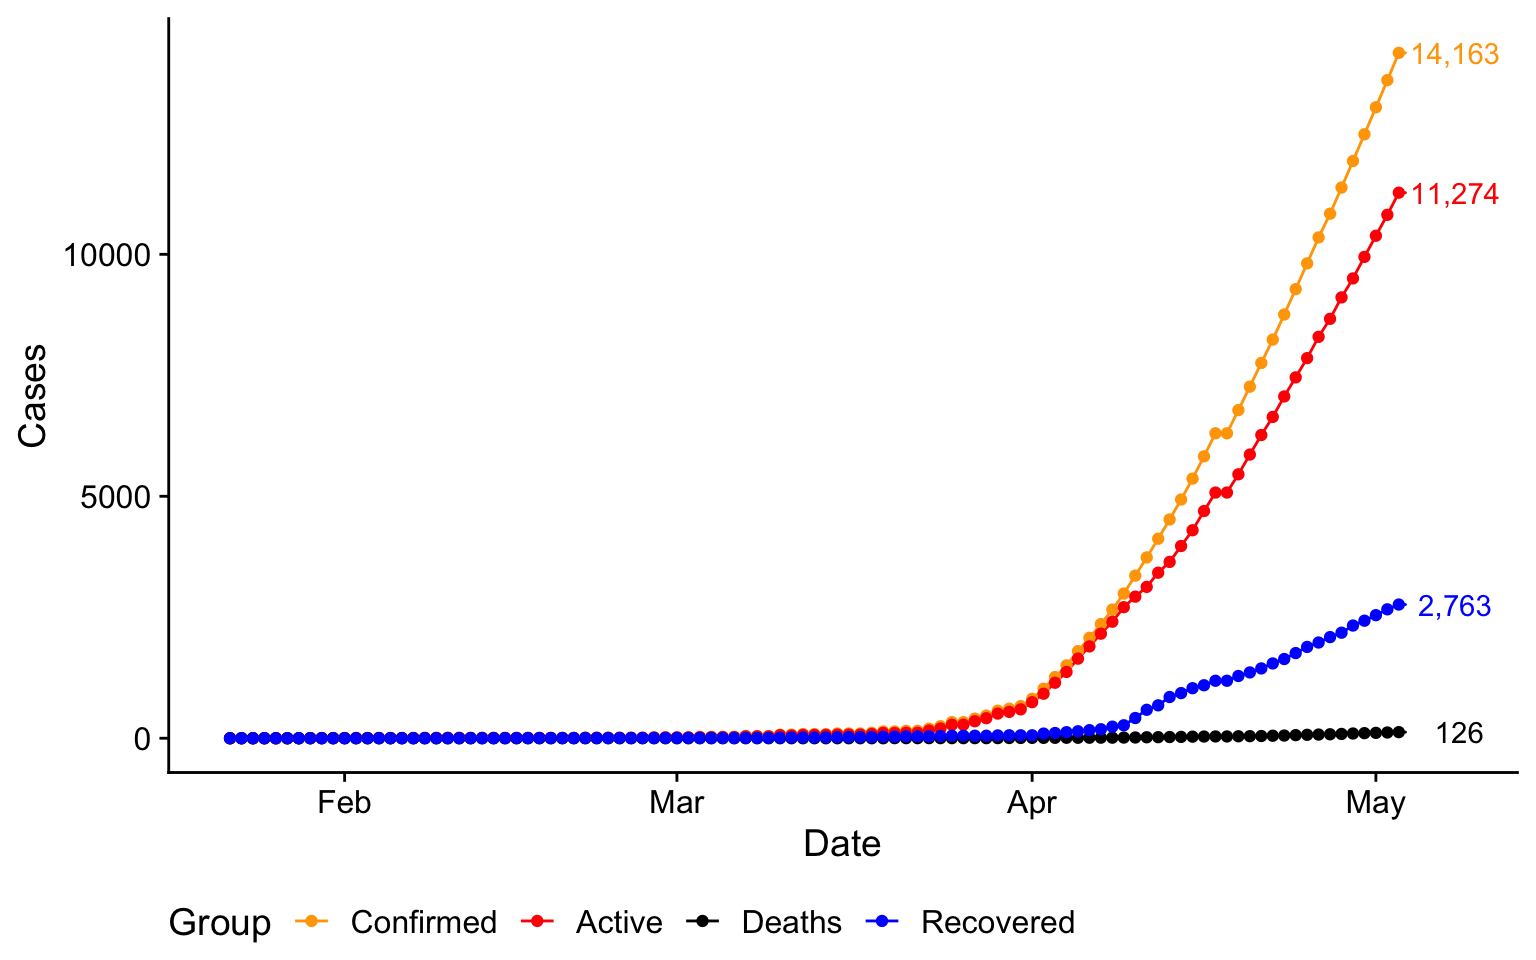 14,163
11,274
10000
Cases
5000
2,763
0
126
Feb Mar Apr May
Date
Group Confirmed Active Deaths Recovered